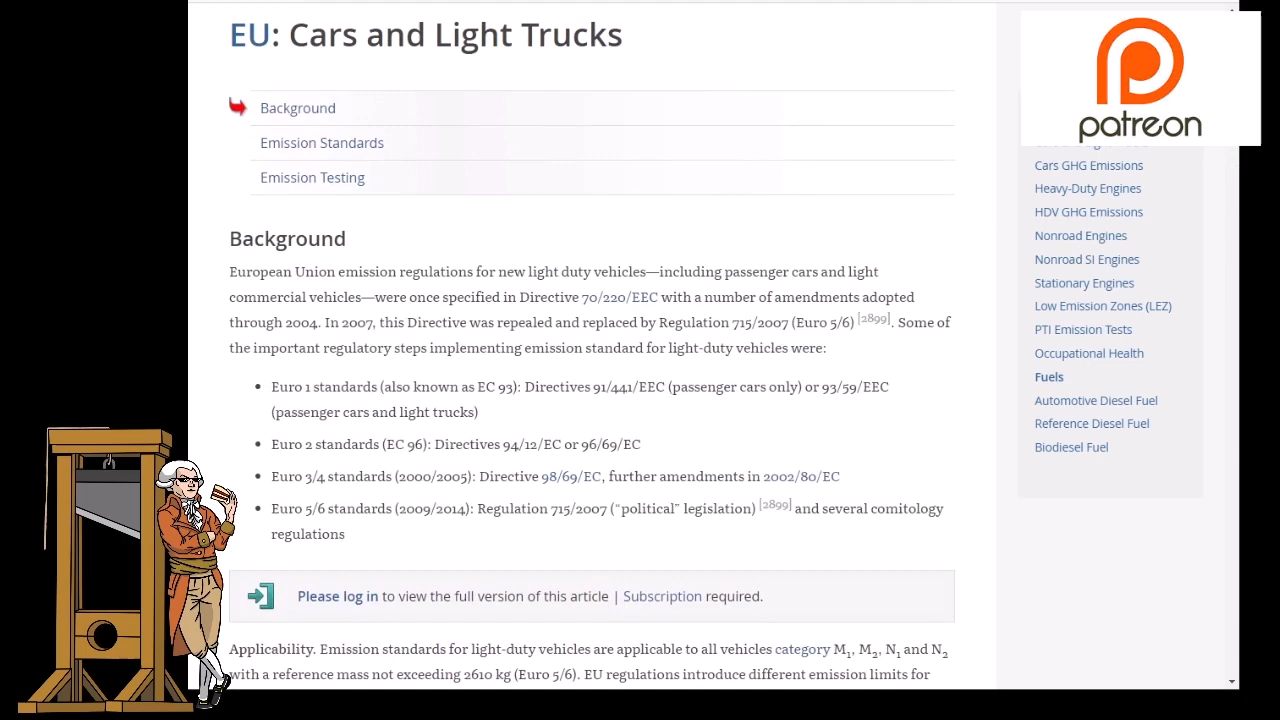 EU: Cars and Light Trucks
Background
Emission Standards
Emission Testing
Background
European Union emission regulations for new light duty vehicles—including passenger cars and light
commercial vehicles—were once specified in Directive 70/220/EEC with a number of amendments adopted
through 2004. In 2007, this Directive was repealed and replaced by Regulation 715/2007 (Euro 5/6) [2899]. Some of
the important regulatory steps implementing emission standard for light-duty vehicles were:
• Euro 1 standards (also known as EC 93): Directives 91/441/EEC (passenger cars only) or 93/59/EEC
(passenger cars and light trucks)
• Euro 2 standards (EC 96): Directives 94/12/EC or 96/69/EC
• Euro 3/4 standards (2000/2005): Directive 98/69/EC, further amendments in 2002/80/EC
• Euro 5/6 standards (2009/2014): Regulation 715/2007 (“political” legislation) [2899] and several comitology
regulations
Please log in to view the full version of this article | Subscription required.
Applicability. Emission standards for light-duty vehicles are applicable to all vehicles category M1, M2, N1 and N2
with a reference mass not exceeding 2610 kg (Euro 5/6). EU regulations introduce different emission limits for
patreon
Cars GHG Emissions
Heavy-Duty Engines
HDV GHG Emissions
Nonroad Engines
Nonroad SI Engines
Stationary Engines
Low Emission Zones (LEZ)
PTI Emission Tests
Occupational Health
Fuels
Automotive Diesel Fuel
Reference Diesel Fuel
Biodiesel Fuel